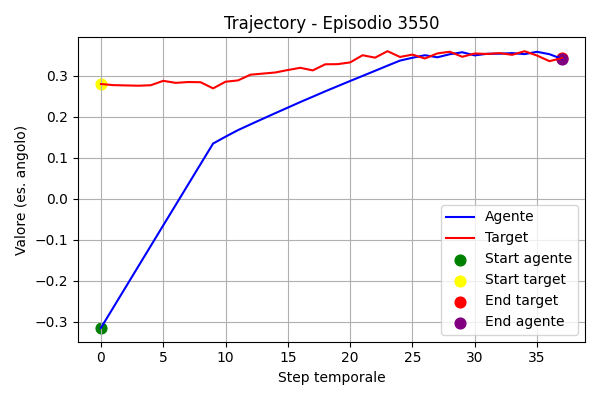 Trajectory - Episodio 3550
Valore (es. angolo)
0.3
0.2
0.1
0.0
−0.1
−0.2
−0.3
0 5 10 15 20 25 30 35
Step temporale
Agente
Target
Start agente
Start target
End target
End agente